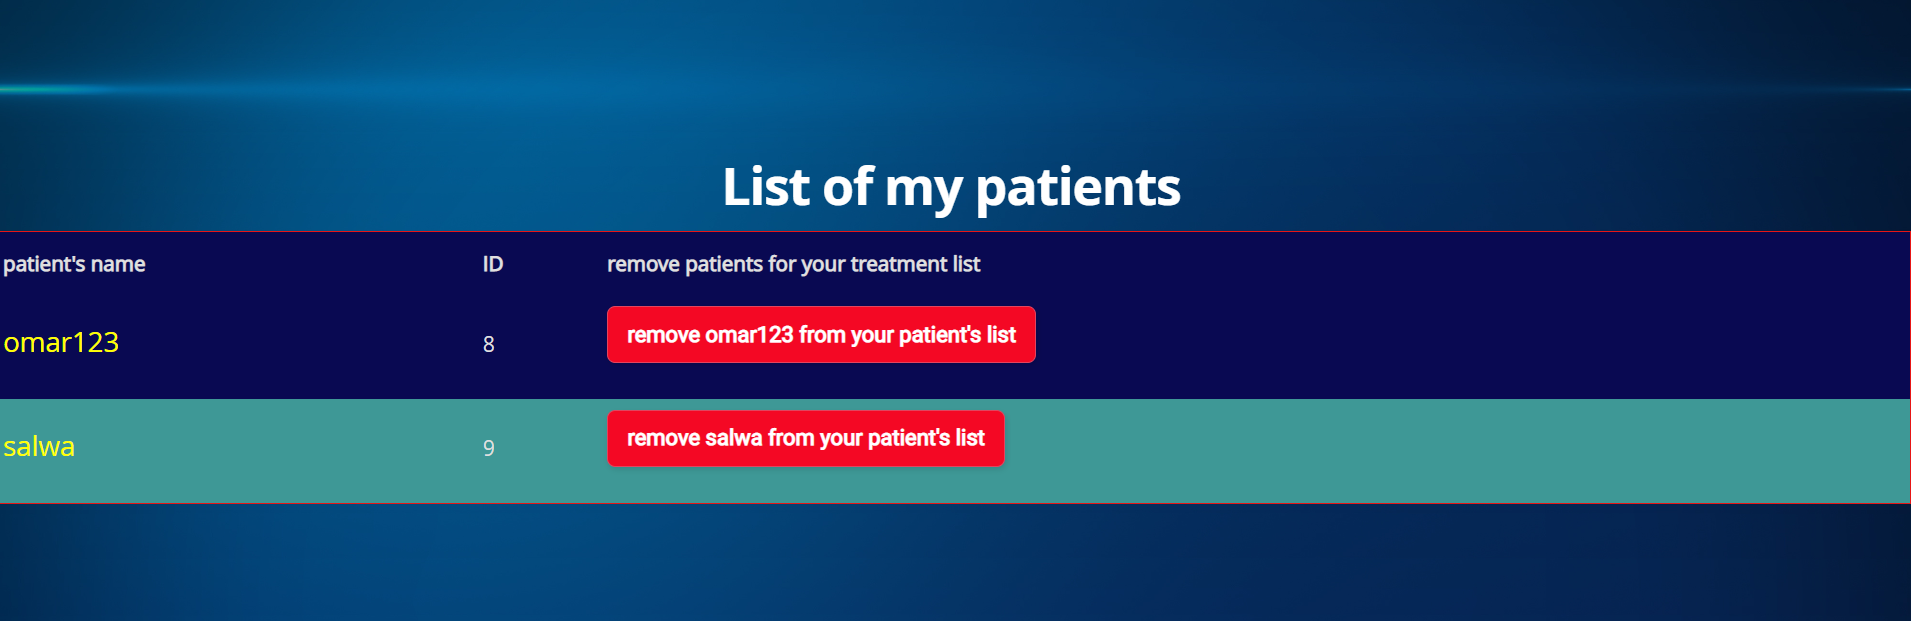 List of my patients
patient's name ID remove patients for your treatment list
omar123 8 remove omar123 from your patient's list
salwa 9 remove salwa from your patient's list